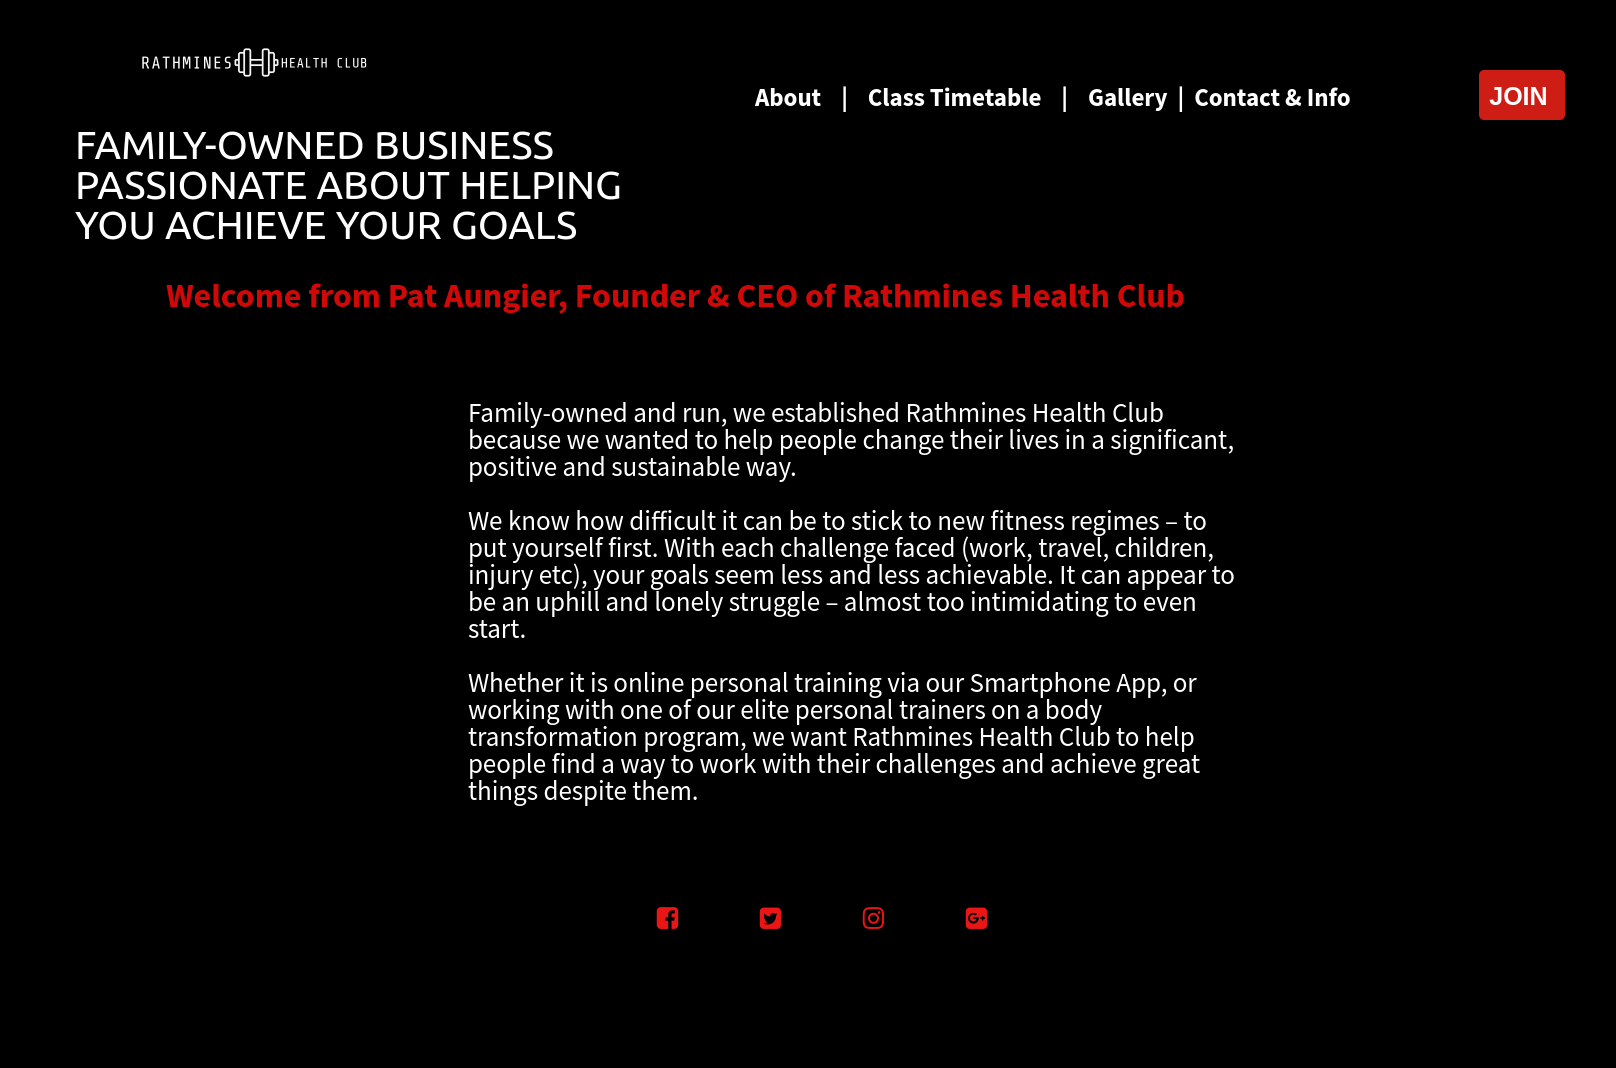 RATHMINES HEALTH CLUB
About | Class Timetable | Gallery | Contact & Info
JOIN
FAMILY-OWNED BUSINESS
PASSIONATE ABOUT HELPING
YOU ACHIEVE YOUR GOALS
Welcome from Pat Aungier, Founder & CEO of Rathmines Health Club
Family-owned and run, we established Rathmines Health Club
because we wanted to help people change their lives in a significant,
positive and sustainable way.
We know how difficult it can be to stick to new fitness regimes – to
put yourself first. With each challenge faced (work, travel, children,
injury etc), your goals seem less and less achievable. It can appear to
be an uphill and lonely struggle – almost too intimidating to even
start.
Whether it is online personal training via our Smartphone App, or
working with one of our elite personal trainers on a body
transformation program, we want Rathmines Health Club to help
people find a way to work with their challenges and achieve great
things despite them.